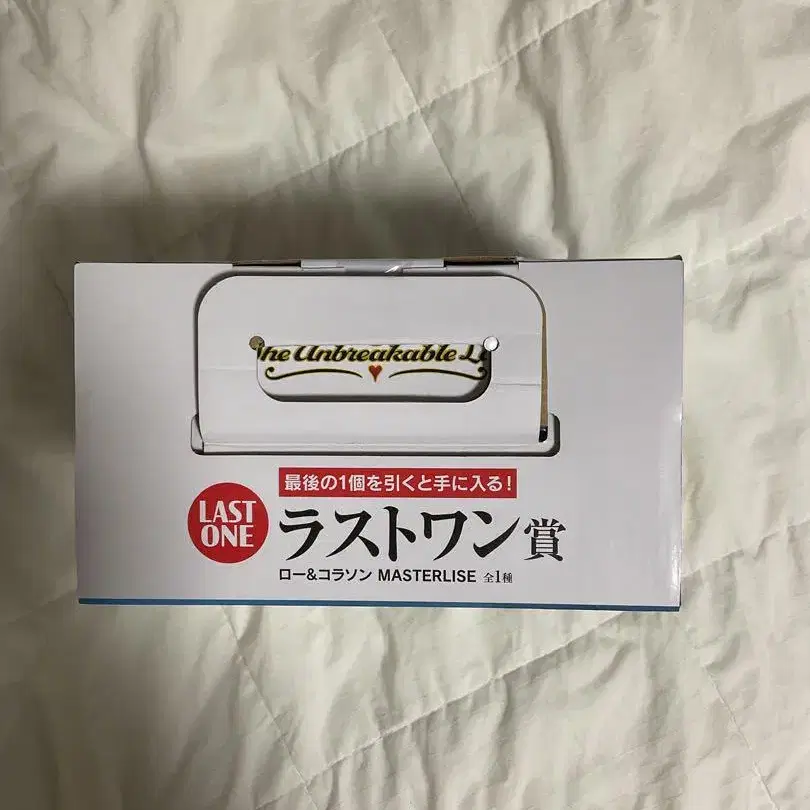 he Unbreakable L
最後の1個を引くと手に入る!
LAST
ONE
ラストワン賞
ロー&コラソン MASTERLISE 全1種